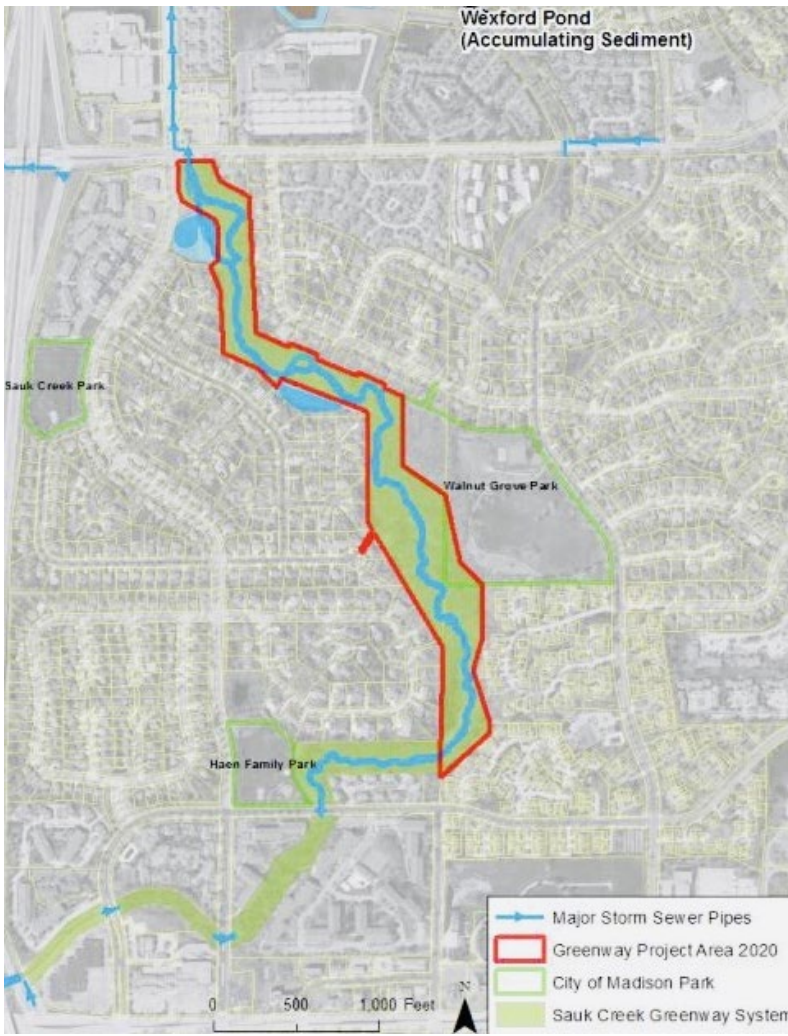 Wexford Pond
(Accumulating Sediment)
Sauk Creek Park
Walnut Grove Park
Haen Family Park
Major Storm Sewer Pipes
Greenway Project Area 2020
City of Madison Park
Sauk Creek Greenway System
N
0 500 1,000 Feet